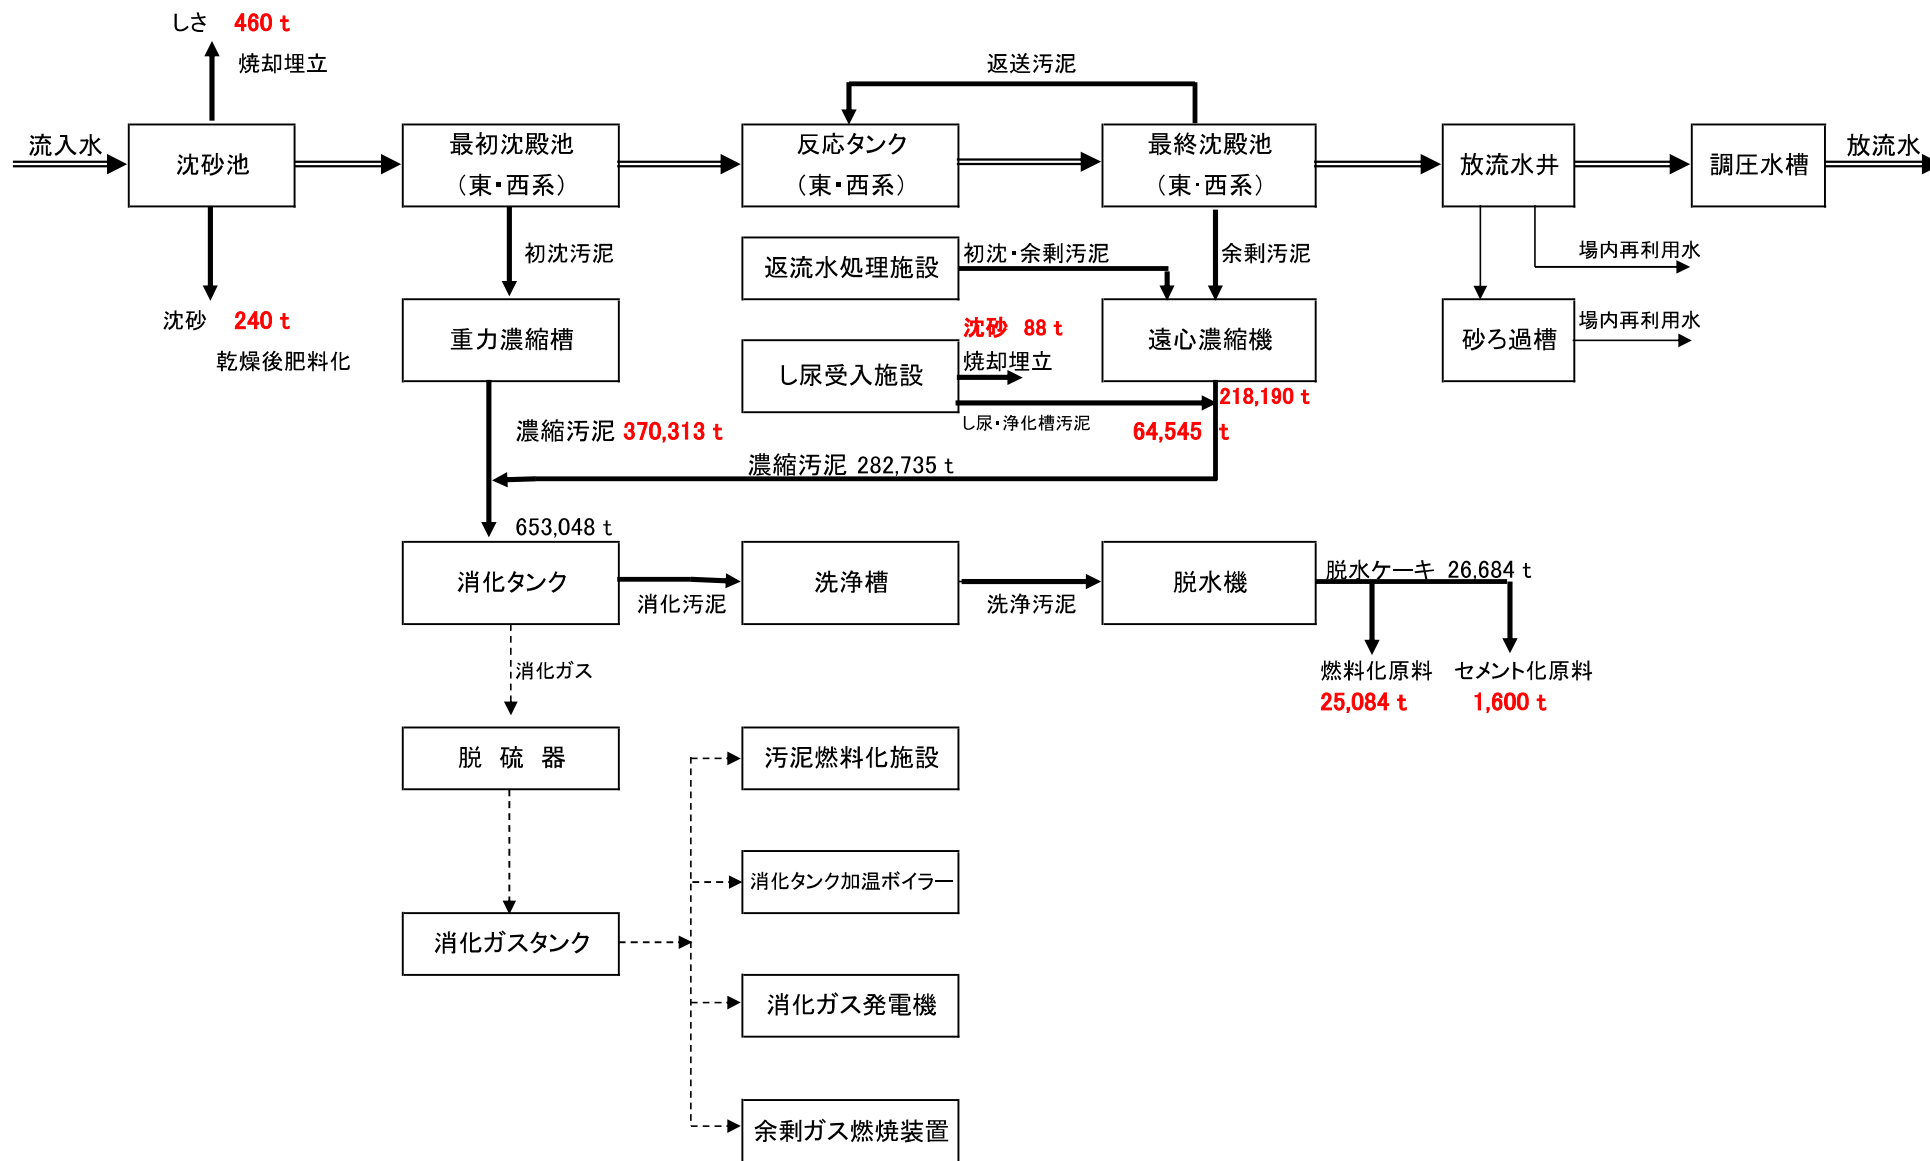 しさ 460 t
焼却埋立
返送汚泥
流入水
沈砂池
最初沈殿池
（東・西系）
反応タンク
（東・西系）
最終沈殿池
（東・西系）
放流水井
調圧水槽
放流水
初沈汚泥
返流水処理施設
初沈・余剰汚泥
余剰汚泥
場内再利用水
沈砂 240 t
乾燥後肥料化
重力濃縮槽
沈砂 88 t
焼却埋立
し尿受入施設
し尿・浄化槽汚泥
遠心濃縮機
砂ろ過槽
場内再利用水
218,190 t
64,545 t
濃縮汚泥 370,313 t
濃縮汚泥 282,735 t
653,048 t
消化タンク
消化汚泥
洗浄槽
洗浄汚泥
脱水機
脱水ケーキ 26,684 t
燃料化原料
25,084 t
セメント化原料
1,600 t
消化ガス
脱 硫 器
汚泥燃料化施設
消化タンク加温ボイラー
消化ガスタンク
消化ガス発電機
余剰ガス燃焼装置